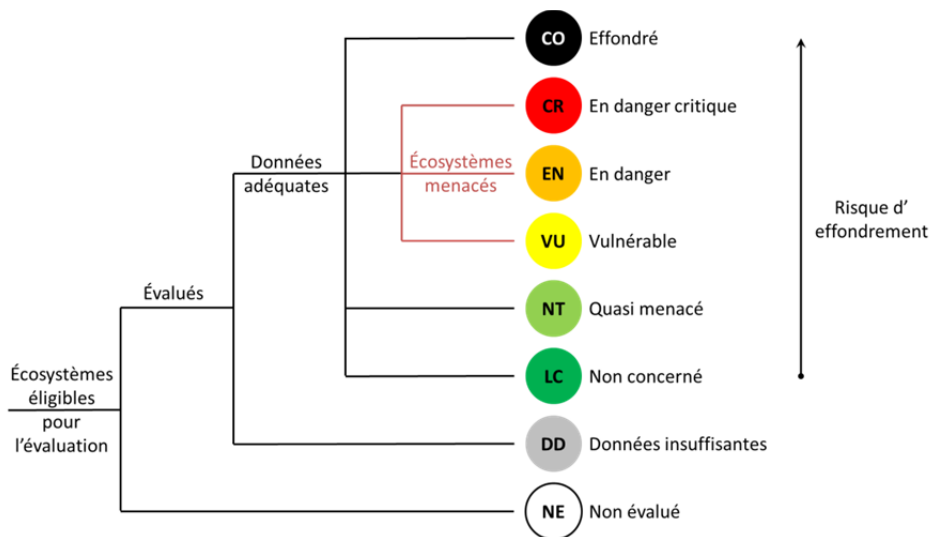 CO Effondré
CR En danger critique
Données
adéquates
Écosystèmes
menacés
EN En danger
Risque d'
effondrement
VU Vulnérable
Évalués
NT Quasi menacé
Écosystèmes
éligibles
pour
l'évaluation
LC Non concerné
DD Données insuffisantes
NE Non évalué